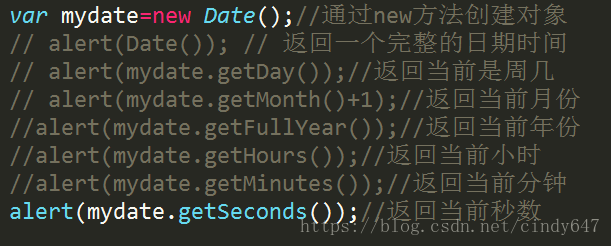 var mydate=new Date();//通过new方法创建对象
// alert(Date()); // 返回一个完整的日期时间
// alert(mydate.getDay());//返回当前是周几
// alert(mydate.getMonth()+1);//返回当前月份
//alert(mydate.getFullYear());//返回当前年份
//alert(mydate.getHours());//返回当前小时
//alert(mydate.getMinutes());//返回当前分钟
alert(mydate.getSeconds());//返回当前秒数
https://blog.csdn.net/cindy647